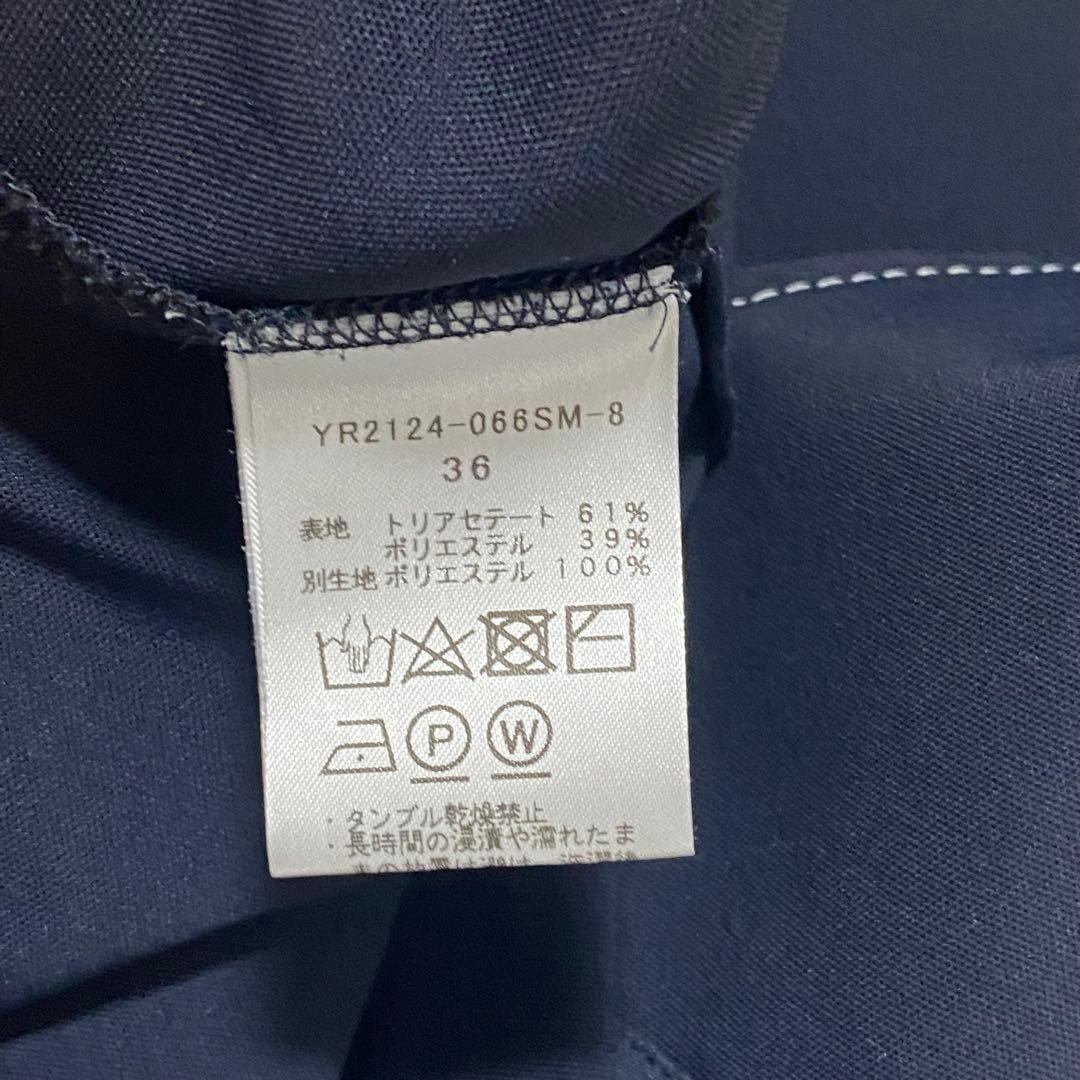 YR2124-066SM-8
36
表地 トリアセテート 61%
ポリエステル 39%
別生地 ポリエステル 100%
P W
・タンブル乾燥禁止
・長時間の浸漬や濡れたま